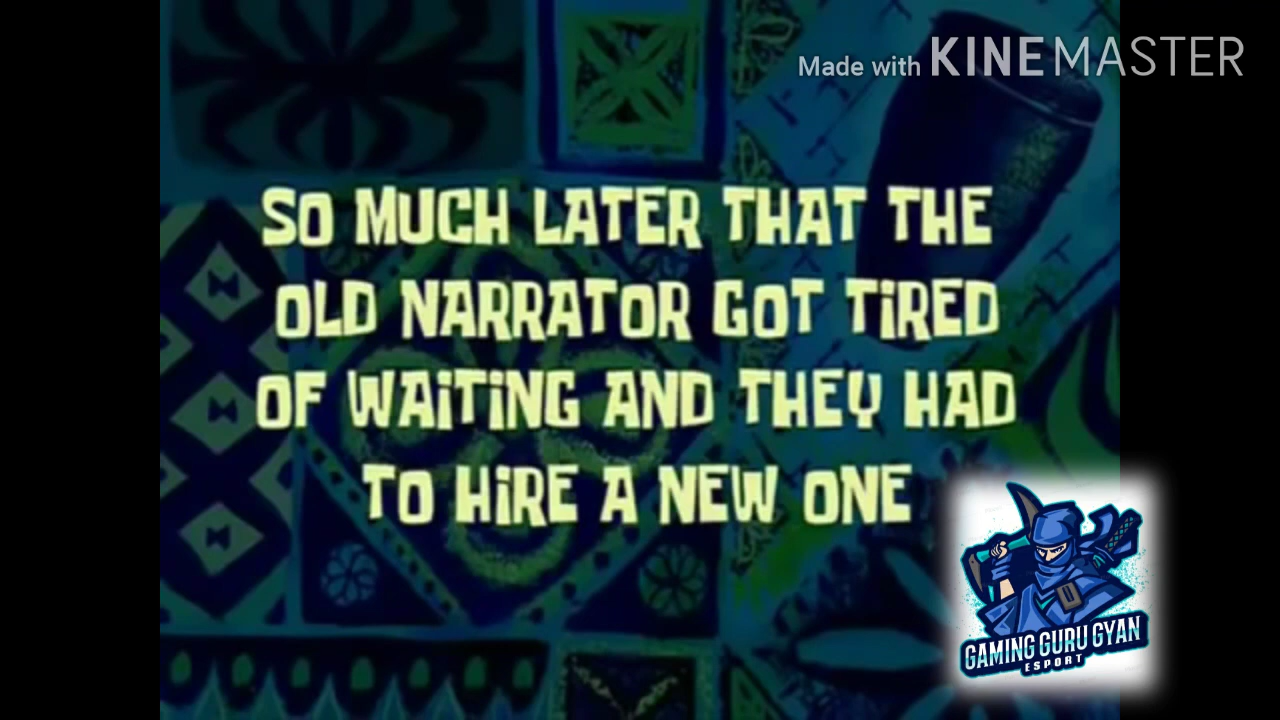 Made with KINEMASTER
SO MUCH LATER THAT THE
OLD NARRATOR GOT TiRED
OF WAiTiNG AND THEY HAD
TO HiRE A NEW ONE
GAMING GURU GYAN
ESPORT